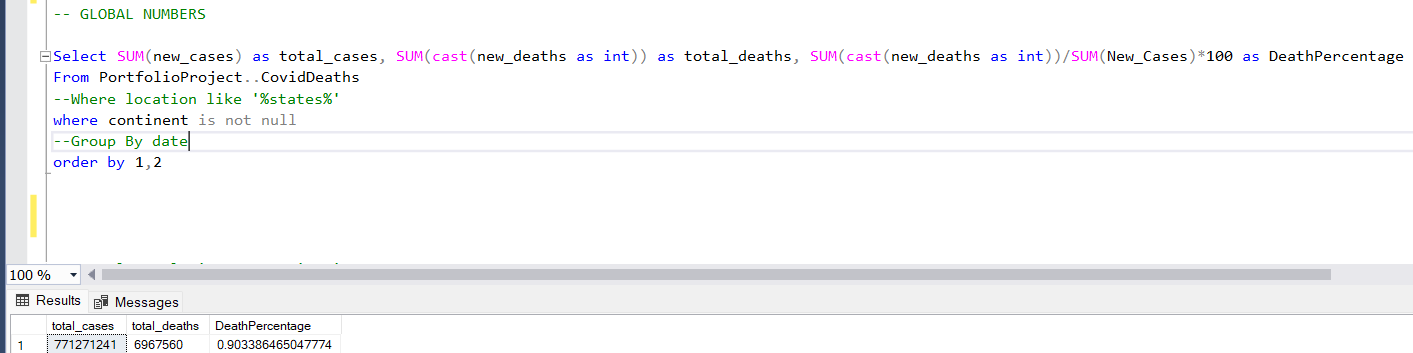 -- GLOBAL NUMBERS
Select SUM(new_cases) as total_cases, SUM(cast(new_deaths as int)) as total_deaths, SUM(cast(new_deaths as int))/SUM(New_Cases)*100 as DeathPercentage
From PortfolioProject..CovidDeaths
--Where location like '%states%'
where continent is not null
--Group By date
order by 1,2
100 %
Results Messages
total_cases total_deaths DeathPercentage
1 771271241 6967560 0.903386465047774